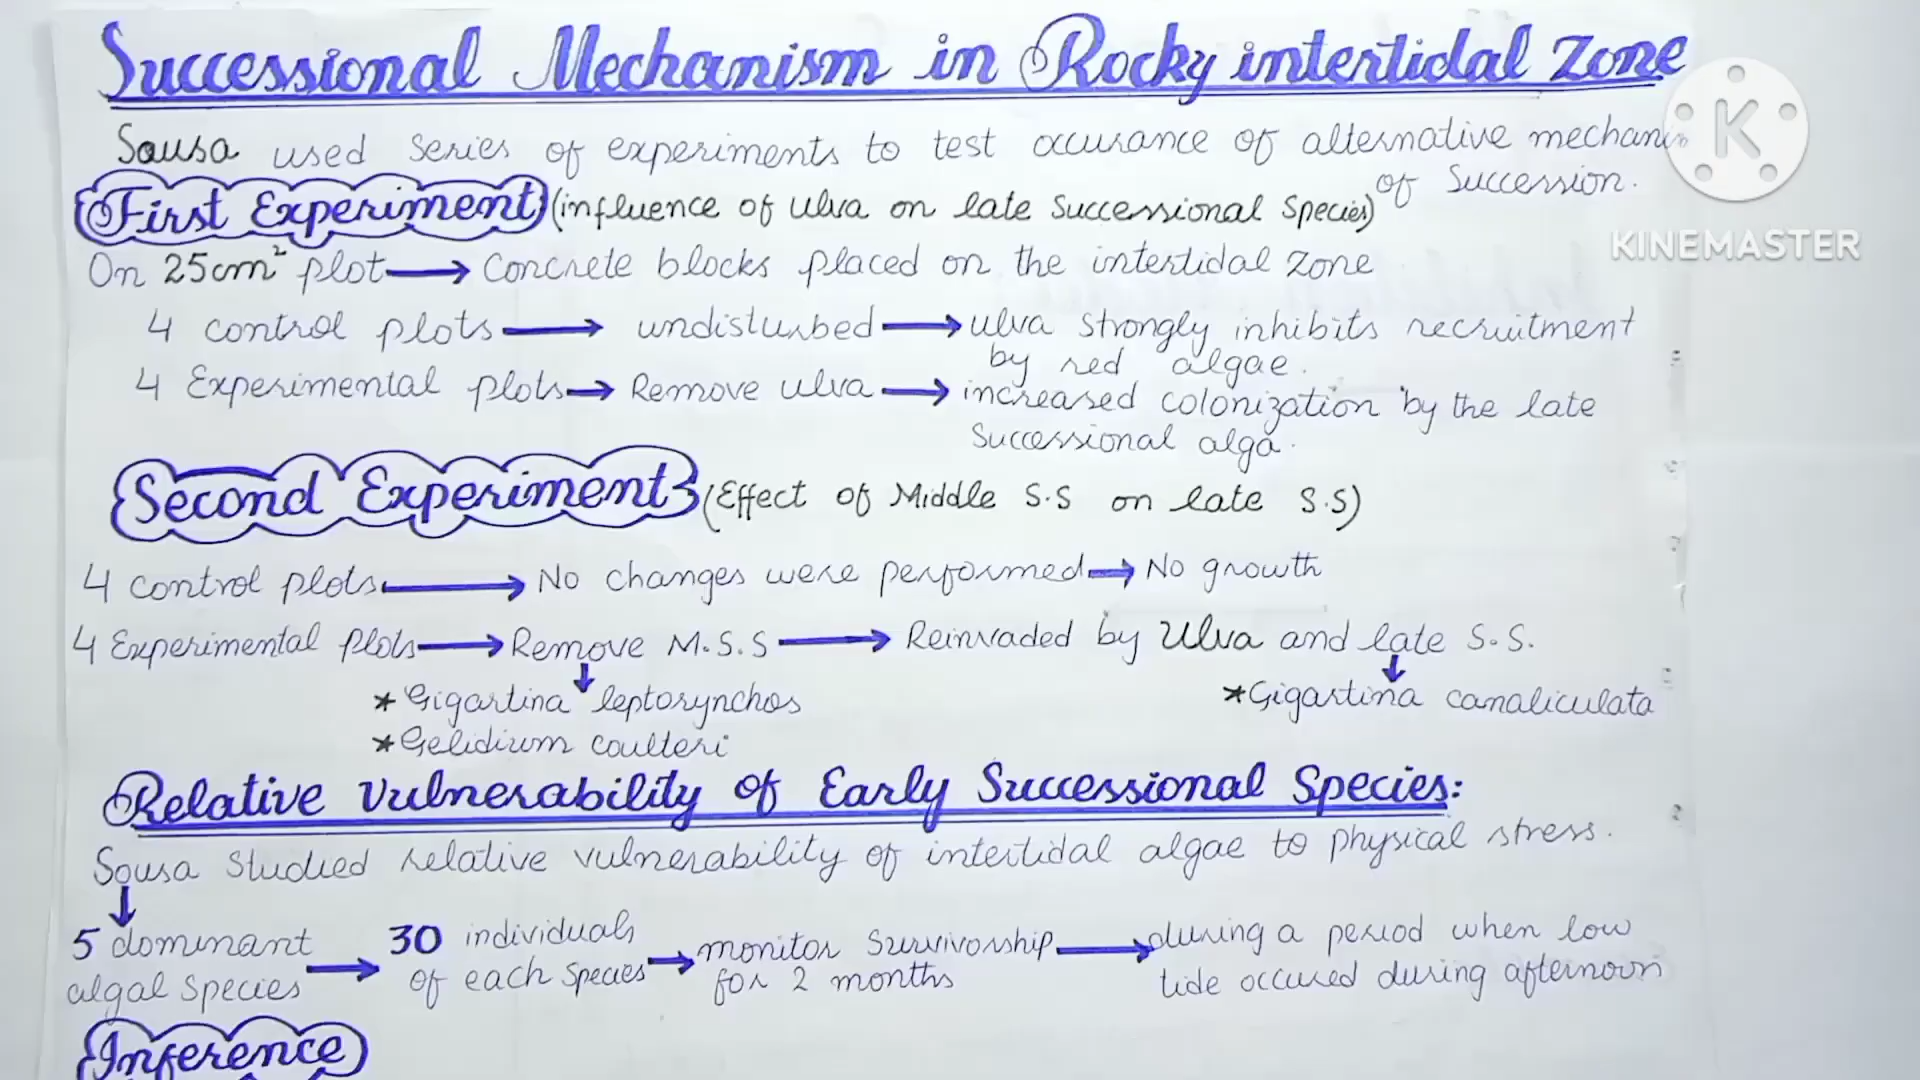 Successional Mechanism in Rocky intertidal Zone
Sousa used series of experiments to test occurance of alternative
of Succession.
First Experiment (influence of ulva on late Successional Species)
On 25cm² plot → Concrete blocks placed on the intertidal Zone
4 control plots → undisturbed → ulva strongly inhibits recruitment
by red algae.
4 Experimental plots → Remove ulva → increased colonization by the late
Successional alga.
Second Experiment (Effect of Middle S.S on late S.S)
4 control plots → No changes were performed → No growth
4 Experimental plots → Remove M.S.S → Reinvaded by Ulva and late S.S.
* Gigartina leptorynchos
* Gelidium coulteri
* Gigartina canaliculata
Relative Vulnerability of Early Successional Species:
Sousa studied relative vulnerability of intertidal algae to physical stress.
5 dominant
algal species → 30 individuals
of each species → monitor survivorship
for 2 months → during a period when low
tide occured during afternoon
Inference
K
KINEMASTER